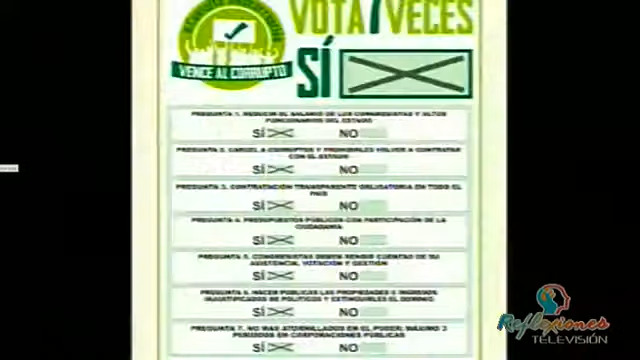 VOTA 7 VECES
VENCE AL CORRUPTO
SÍ
PREGUNTA 1. REDUCIR EL SALARIO DE LOS CONGRESISTAS Y ALTOS
FUNCIONARIOS DEL ESTADO
SÍ NO
PREGUNTA 2. CARCEL A CORRUPTOS Y PROHIBIRLES VOLVER A CONTRATAR
CON EL ESTADO
SÍ NO
PREGUNTA 3. CONTRATACIÓN TRANSPARENTE OBLIGATORIA EN TODO EL
PAIS
SÍ NO
PREGUNTA 4. PRESUPUESTOS PÚBLICOS CON PARTICIPACIÓN DE LA
CIUDADANIA
SÍ NO
PREGUNTA 5. CONGRESISTAS DEBEN RENDIR CUENTAS DE SU
ASISTENCIA, VOTACIÓN Y GESTIÓN
SÍ NO
PREGUNTA 6. HACER PÚBLICAS LAS PROPIEDADES E INGRESOS
INJUSTIFICADOS DE POLÍTICOS Y EXTINGUIRLES EL DOMINIO
SÍ NO
PREGUNTA 7. NO MAS ATORNILLADOS EN EL PODER: MÁXIMO 3
PERIODOS EN CORPORACIONES PÚBLICAS
SÍ NO
Reflexiones
TELEVISIÓN